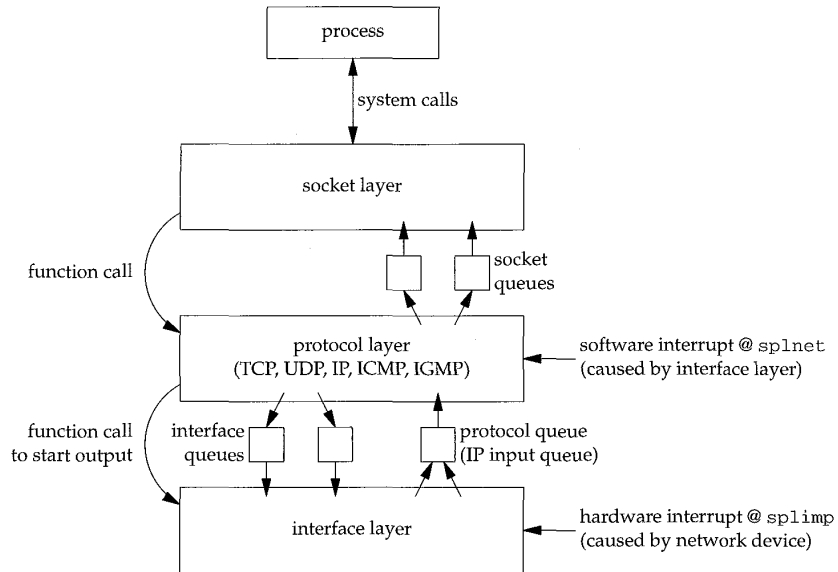 process
system calls
socket layer
function call
socket
queues
protocol layer
(TCP, UDP, IP, ICMP, IGMP)
software interrupt @ splnet
(caused by interface layer)
function call
to start output
interface
queues
protocol queue
(IP input queue)
interface layer
hardware interrupt @ splimp
(caused by network device)